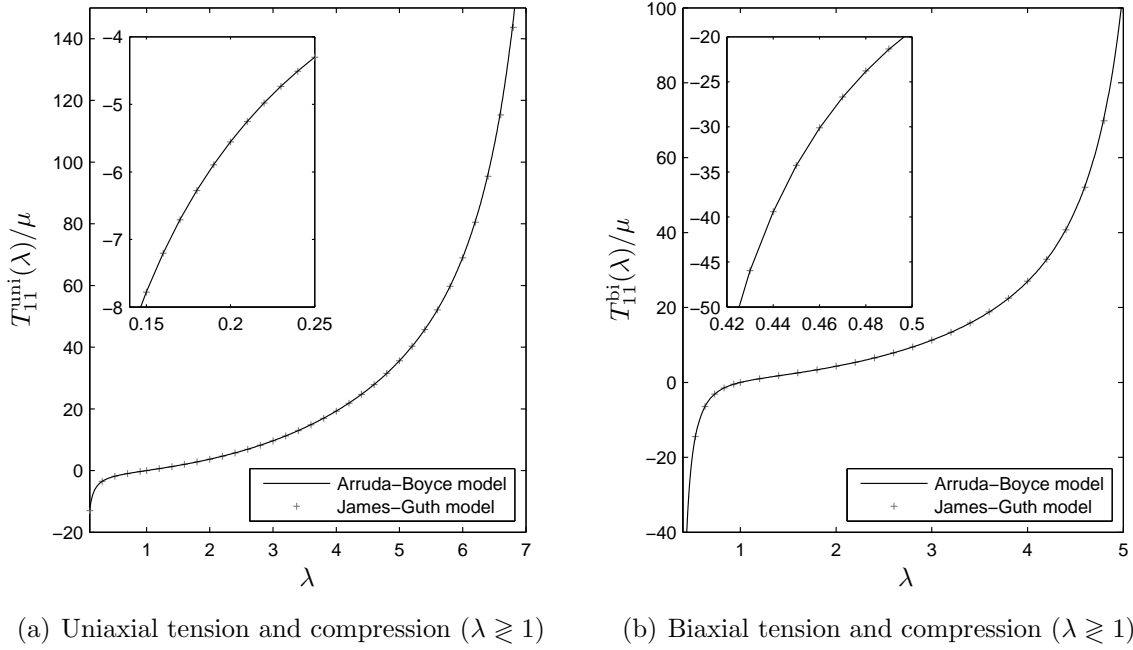 140
120
100
80
60
40
20
0
−20
1 2 3 4 5 6 7
T₁₁ᵘⁿⁱ(λ)/μ
λ
−4
−5
−6
−7
−8
0.15 0.2 0.25
Arruda−Boyce model
James−Guth model
(a) Uniaxial tension and compression (λ ≷ 1)
100
80
60
40
20
0
−20
−40
1 2 3 4 5
T₁₁ᵇⁱ(λ)/μ
λ
−20
−25
−30
−35
−40
−45
−50
0.42 0.44 0.46 0.48 0.5
Arruda−Boyce model
James−Guth model
(b) Biaxial tension and compression (λ ≷ 1)